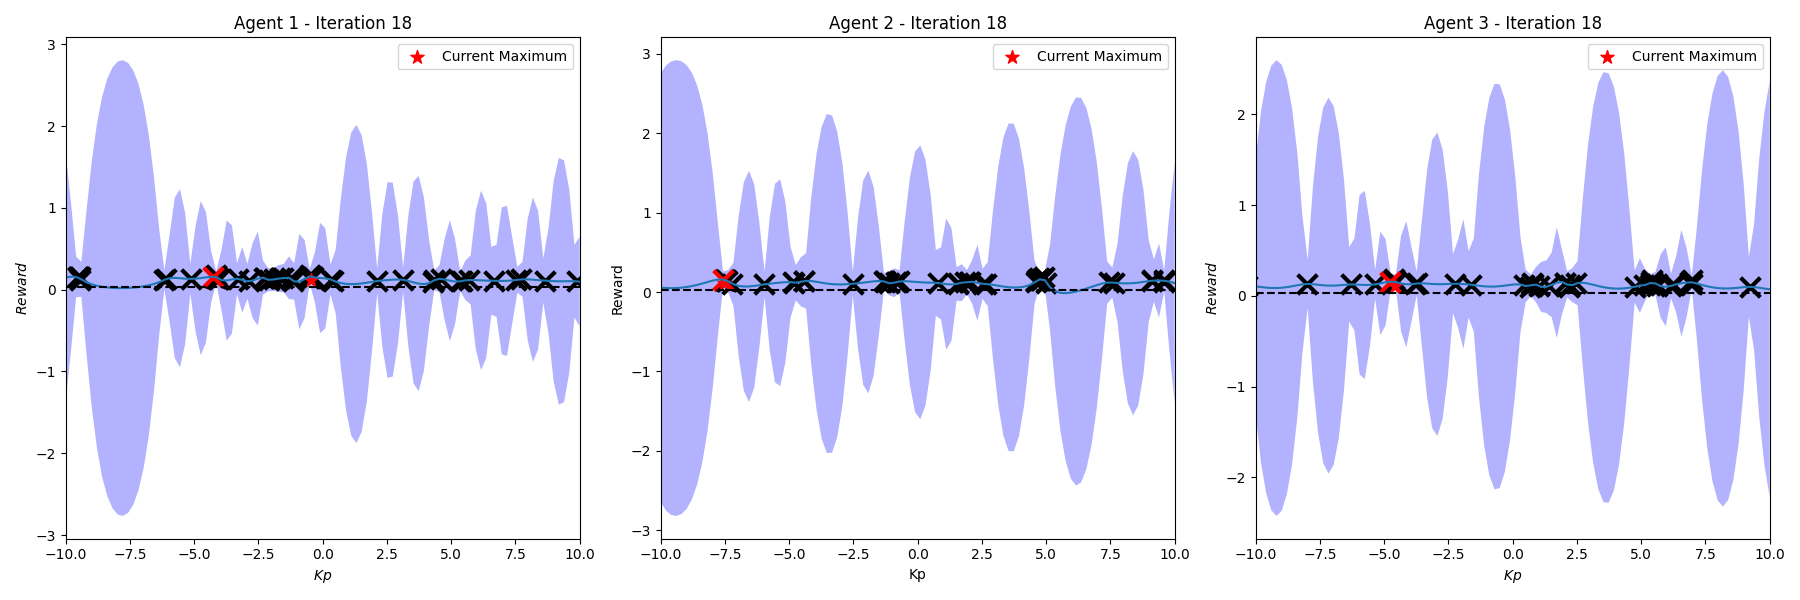 Agent 1 - Iteration 18
Current Maximum
3
2
1
0
−1
−2
−3
Reward
−10.0 −7.5 −5.0 −2.5 0.0 2.5 5.0 7.5 10.0
Kp
Agent 2 - Iteration 18
Current Maximum
3
2
1
0
−1
−2
−3
Reward
−10.0 −7.5 −5.0 −2.5 0.0 2.5 5.0 7.5 10.0
Kp
Agent 3 - Iteration 18
Current Maximum
2
1
0
−1
−2
Reward
−10.0 −7.5 −5.0 −2.5 0.0 2.5 5.0 7.5 10.0
Kp